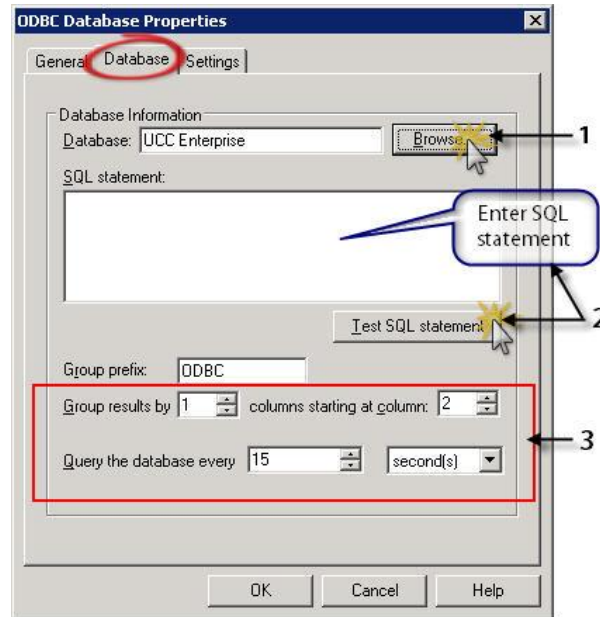 ODBC Database Properties
General Database Settings
Database Information
Database: UCC Enterprise Browse... 1
SQL statement:
Enter SQL
statement
Test SQL statement 2
Group prefix: ODBC
Group results by 1 columns starting at column: 2
Query the database every 15 second(s) 3
OK Cancel Help